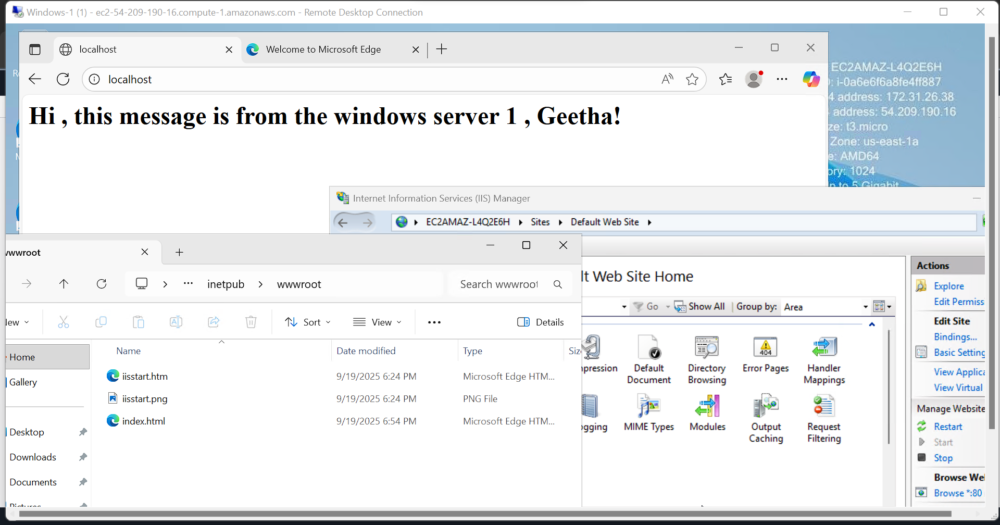 Windows-1 (1) - ec2-54-209-190-16.compute-1.amazonaws.com - Remote Desktop Connection
localhost
Welcome to Microsoft Edge
localhost
Hi , this message is from the windows server 1 , Geetha!
EC2AMAZ-L4Q2E6H
: i-0a6e6f6a8fe4ff887
4 address: 172.31.26.38
address: 54.209.190.16
ze: t3.micro
Zone: us-east-1a
e: AMD64
ory: 1024
p to 5 Gigabit
Internet Information Services (IIS) Manager
EC2AMAZ-L4Q2E6H Sites Default Web Site
wwwroot
inetpub > wwwroot
Search wwwroot
ew
Sort
View
Details
Home
Gallery
Desktop
Downloads
Documents
Pictures
Name Date modified Type Siz
iisstart.htm 9/19/2025 6:24 PM Microsoft Edge HTM...
iisstart.png 9/19/2025 6:24 PM PNG File
index.html 9/19/2025 6:54 PM Microsoft Edge HTM...
lt Web Site Home
Go Show All Group by: Area
pression
Default Document
Directory Browsing
Error Pages
404
Handler Mappings
gging
MIME Types
Modules
Output Caching
Request Filtering
Actions
Explore
Edit Permiss
Edit Site
Bindings...
Basic Setting
View Applica
View Virtual
Manage Website
Restart
Start
Stop
Browse We
Browse *:80